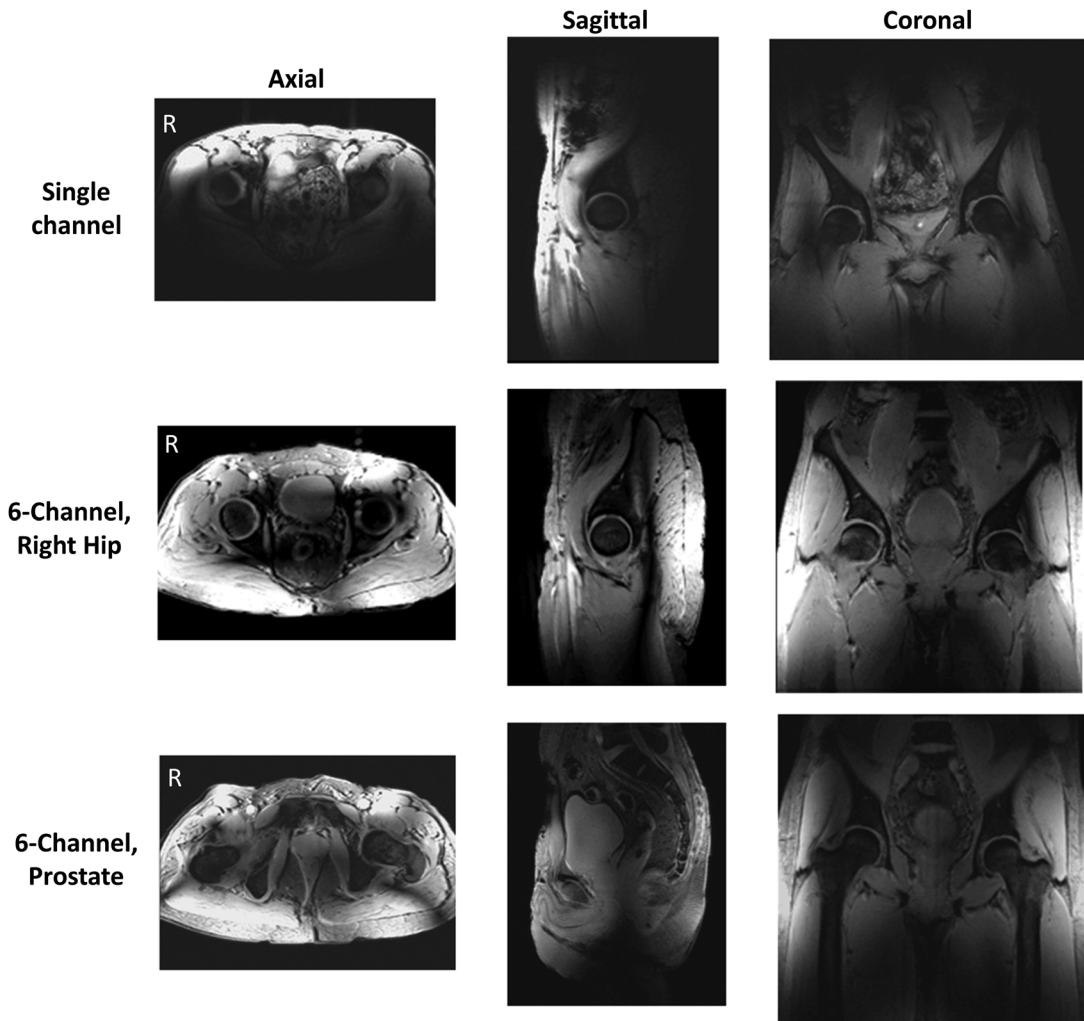 Sagittal
Coronal
Axial
R
Single
channel
R
6-Channel,
Right Hip
R
6-Channel,
Prostate